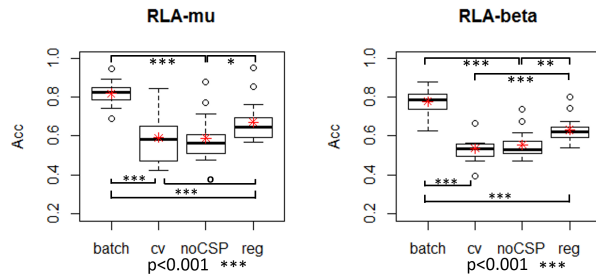 RLA-mu
Acc
1.0
0.8
0.6
0.4
0.2
***
*
***
o
***
batch cv noCSP reg
p<0.001 ***
RLA-beta
Acc
1.0
0.8
0.6
0.4
0.2
***
**
***
***
***
batch cv noCSP reg
p<0.001 ***